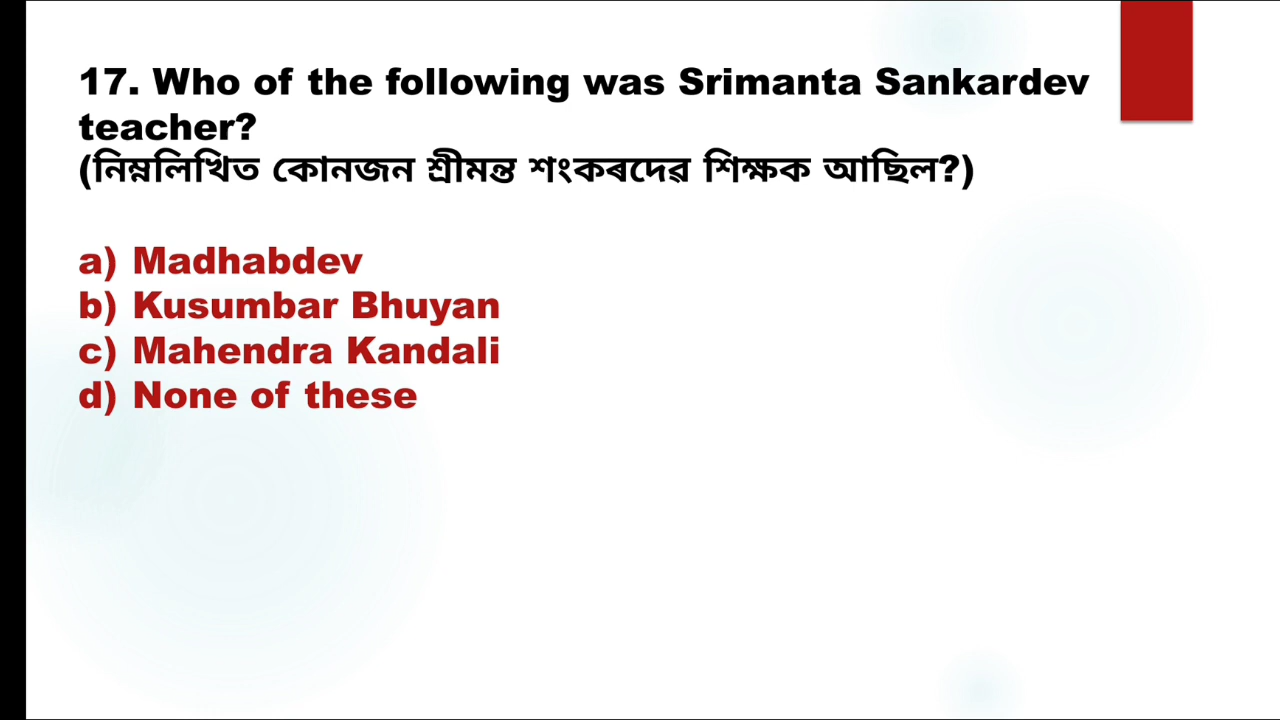 17. Who of the following was Srimanta Sankardev
teacher?
(নিম্নলিখিত কোনজন শ্ৰীমন্ত শংকৰদেৱ শিক্ষক আছিল?)
a) Madhabdev
b) Kusumbar Bhuyan
c) Mahendra Kandali
d) None of these